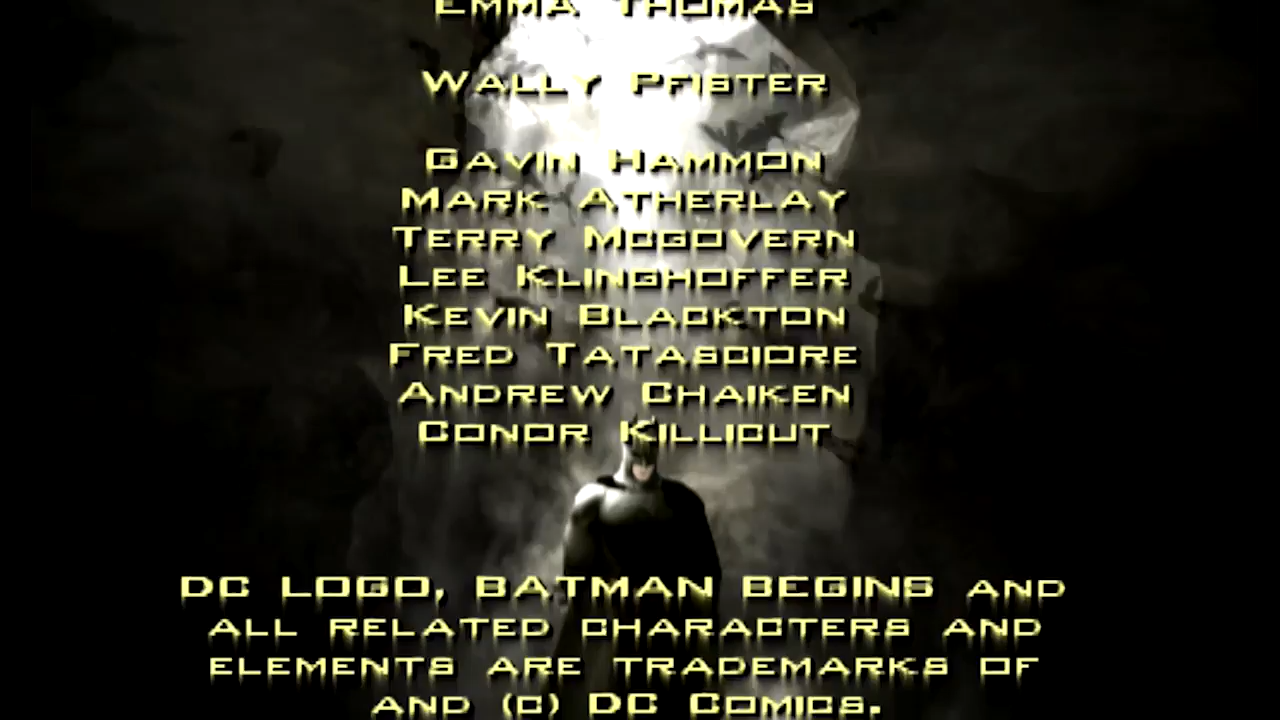 EMMA THOMAS
WALLY PFISTER
GAVIN HAMMON
MARK ATHERLAY
TERRY MCGOVERN
LEE KLINGHOFFER
KEVIN BLACKTON
FRED TATASCIORE
ANDREW CHAIKEN
CONOR KILLICUT
DC LOGO, BATMAN BEGINS AND
ALL RELATED CHARACTERS AND
ELEMENTS ARE TRADEMARKS OF
AND (C) DC COMICS.